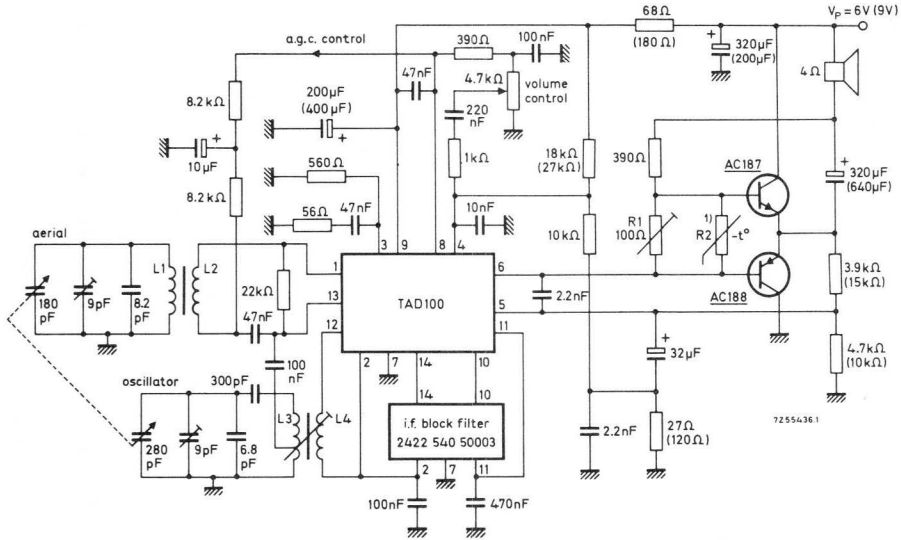 68Ω
(180Ω)
Vp = 6V (9V)
a.g.c. control
390Ω
100nF
+
320µF
(200µF)
4Ω
8.2kΩ
200µF
(400µF)
+
47nF
4.7kΩ
volume
control
220
nF
+
10µF
1kΩ
18kΩ
(27kΩ)
390Ω
AC187
+
320µF
(640µF)
560Ω
8.2kΩ
56Ω
47nF
10nF
10kΩ
R1
100Ω
1)
R2
-t°
aerial
3
9
8
4
L1
L2
1
6
3.9kΩ
(15kΩ)
180
pF
9pF
8.2
pF
22kΩ
13
TAD100
5
2.2nF
AC188
47nF
12
11
+
32µF
4.7kΩ
(10kΩ)
100
nF
2
7
14
10
oscillator
300pF
L3
L4
14
10
280
pF
9pF
6.8
pF
i.f. block filter
2422 540 50003
2.2nF
27Ω
(120Ω)
7Z55436.1
2
7
11
100nF
470nF